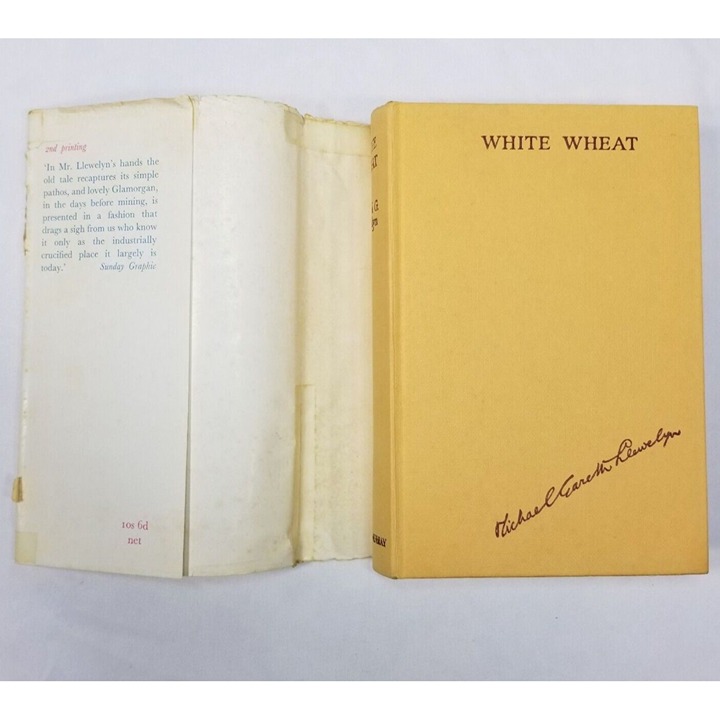 2nd printing
'In Mr. Llewelyn's hands the
old tale recaptures its simple
pathos, and lovely Glamorgan,
in the days before mining, is
presented in a fashion that
drags a sigh from us who know
it only as the industrially
crucified place it largely is
today.' Sunday Graphic
10s 6d
net
WHITE WHEAT
Michael Gareth Llewelyn